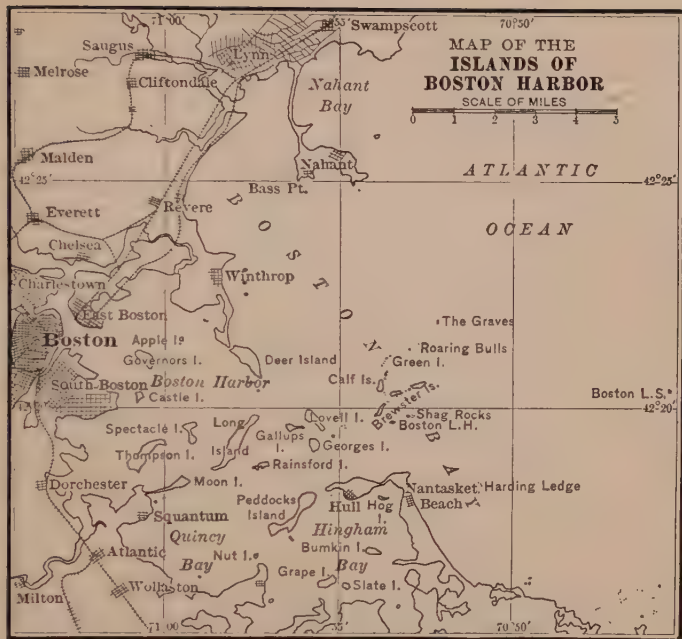 71°00'
55'
70°50'
MAP OF THE
ISLANDS OF
BOSTON HARBOR
SCALE OF MILES
0 1 2 3 4 5
Swampscott
Saugus
Lynn
Melrose
Cliftondale
Nahant
Bay
Malden
Nahant
ATLANTIC
42°25'
Bass Pt.
42°25'
Everett
Revere
OCEAN
Chelsea
BOSTON B
Winthrop
Charlestown
East Boston
The Graves
Boston
Apple I.
Roaring Bulls
Governors I.
Deer Island
Green I.
South Boston
Boston Harbor
Calf Is.
Castle I.
Brewster Is.
Boston L.S.
42°20'
Spectacle I.
Long
Island
Lovell I.
Shag Rocks
Gallups I.
Boston L.H.
Thompson I.
Georges I.
Rainsford I.
Dorchester
Moon I.
Nantasket
Beach
Harding Ledge
Peddocks
Island
Hull
Hog
I.
Squantum
Quincy
Bay
Hingham
Bay
Atlantic
Nut I.
Bumkin I.
Grape I.
Slate I.
Milton
Wollaston
71°00
55'
70°50'